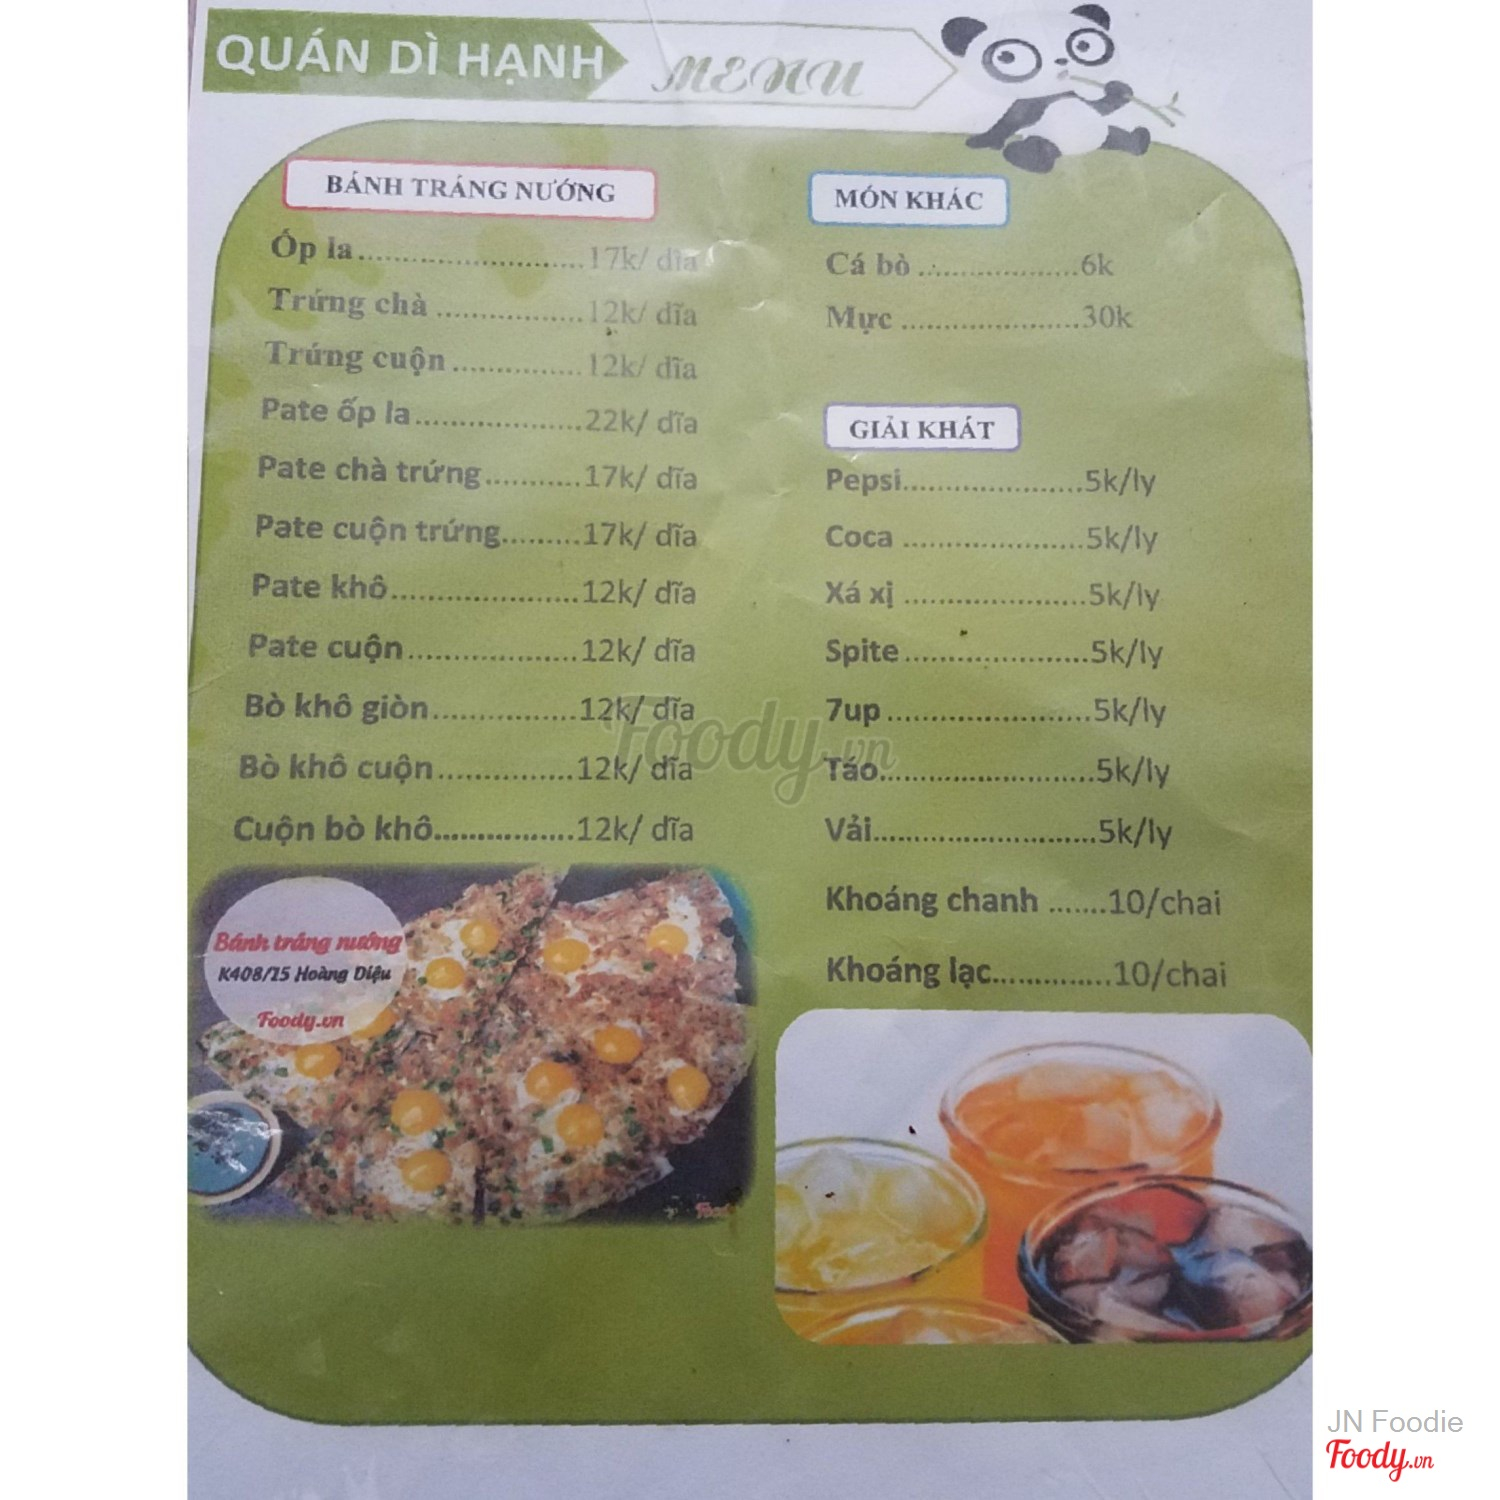 QUÁN DÌ HẠNH MENU
BÁNH TRÁNG NƯỚNG
Ốp la...........................17k/ dĩa
Trứng chà .................12k/ dĩa
Trứng cuộn ...............12k/ dĩa
Pate ốp la...................22k/ dĩa
Pate chà trứng...........17k/ dĩa
Pate cuộn trứng.........17k/ dĩa
Pate khô.....................12k/ dĩa
Pate cuộn...................12k/ dĩa
Bò khô giòn................12k/ dĩa
Bò khô cuộn...............12k/ dĩa
Cuộn bò khô...............12k/ dĩa
MÓN KHÁC
Cá bò ...................6k
Mực .....................30k
GIẢI KHÁT
Pepsi.....................5k/ly
Coca .....................5k/ly
Xá xị .....................5k/ly
Spite .....................5k/ly
7up .......................5k/ly
Táo........................5k/ly
Vải.........................5k/ly
Khoáng chanh .......10/chai
Khoáng lạc..............10/chai
Bánh tráng nướng
K408/15 Hoàng Diệu
Foody.vn
Foody.vn
Food
JN Foodie
Foody.vn